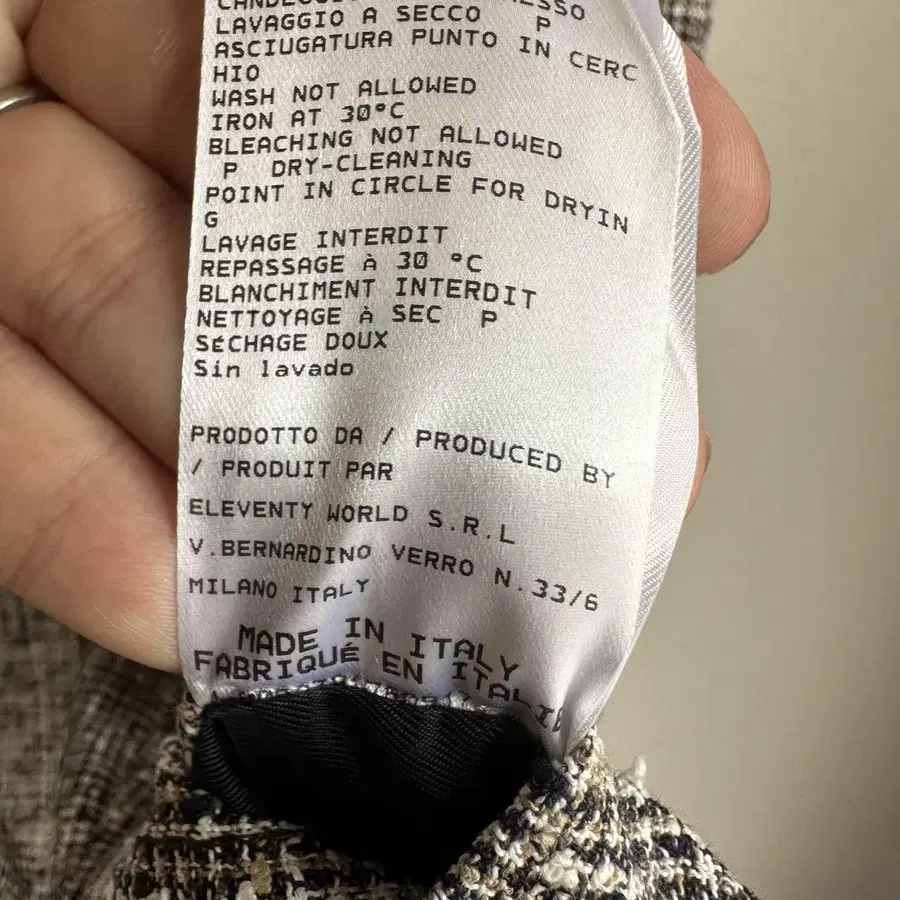 LAVAGGIO A SECCO P
ASCIUGATURA PUNTO IN CERC
HIO
WASH NOT ALLOWED
IRON AT 30°C
BLEACHING NOT ALLOWED
P DRY-CLEANING
POINT IN CIRCLE FOR DRYIN
G
LAVAGE INTERDIT
REPASSAGE À 30 °C
BLANCHIMENT INTERDIT
NETTOYAGE À SEC P
SÉCHAGE DOUX
Sin lavado
PRODOTTO DA / PRODUCED BY
/ PRODUIT PAR
ELEVENTY WORLD S.R.L
V.BERNARDINO VERRO N.33/6
MILANO ITALY
MADE IN ITALY
FABRIQUÉ EN ITALIE